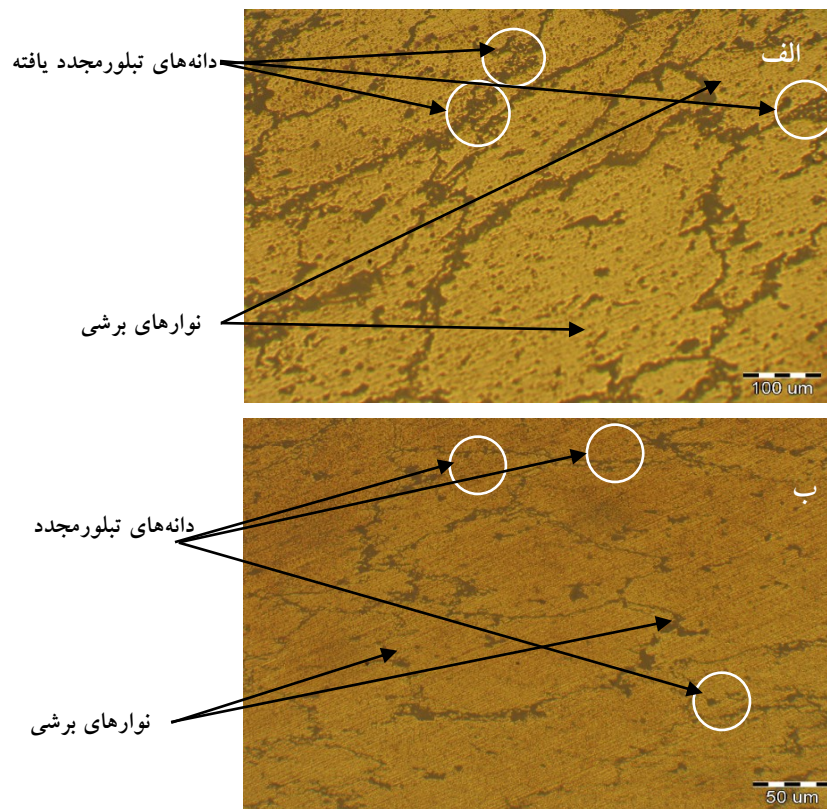 الف
دانه‌های تبلورمجدد یافته
نوارهای برشی
100 um
ب
دانه‌های تبلورمجدد
نوارهای برشی
50 um